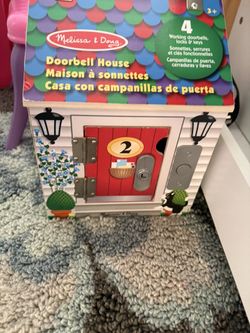 Melissa & Doug
Doorbell House
Maison à sonnettes
Casa con campanillas de puerta
4
Working doorbells,
locks & keys
Sonnettes, serrures
et clés fonctionnelles
Campanillas de puerta,
cerraduras y llaves
3+
2